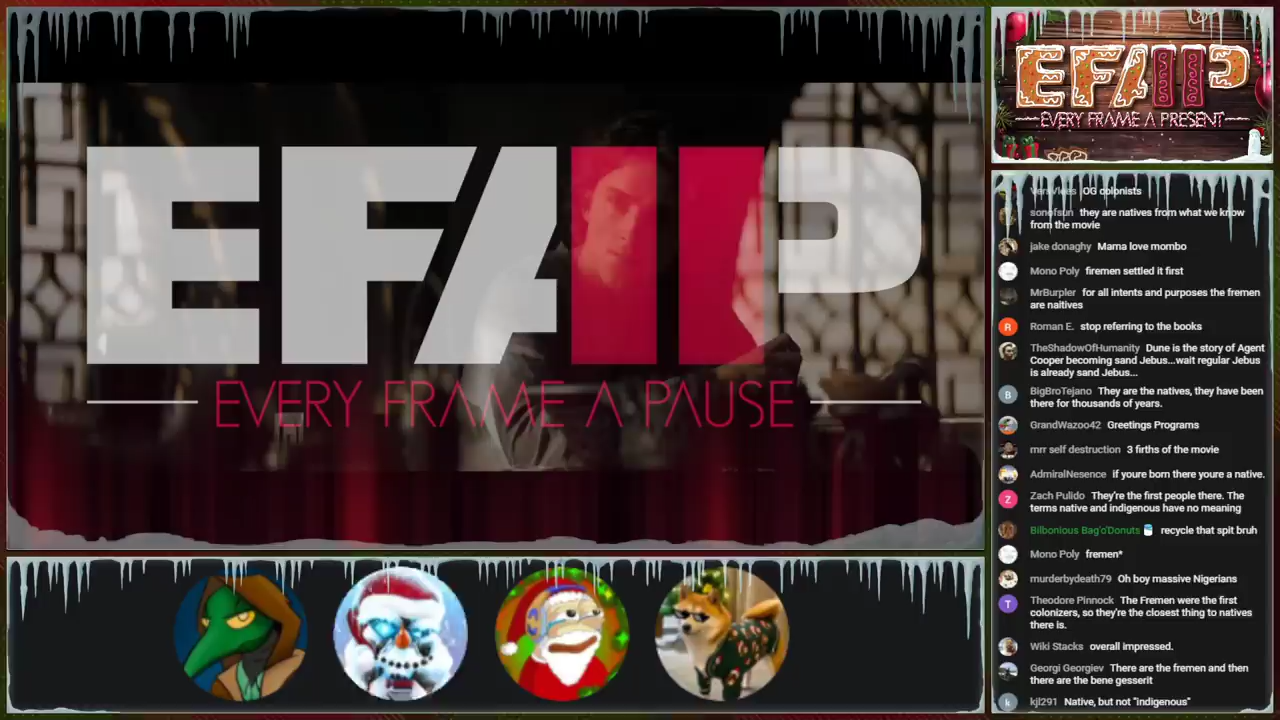 EFAP
EVERY FRAME A PAUSE
EFAP
EVERY FRAME A PRESENT
OG colonists
sonofsun they are natives from what we know
from the movie
jake donaghy Mama love mombo
Mono Poly firemen settled it first
MrBurpler for all intents and purposes the fremen
are naitives
R Roman E. stop referring to the books
TheShadowOfHumanity Dune is the story of Agent
Cooper becoming sand Jebus...wait regular Jebus
is already sand Jebus...
B BigBroTejano They are the natives, they have been
there for thousands of years.
GrandWazoo42 Greetings Programs
mrr self destruction 3 firths of the movie
AdmiralNesence if youre born there youre a native.
Z Zach Pulido They're the first people there. The
terms native and indigenous have no meaning
Bilbonious Bag'o'Donuts recycle that spit bruh
Mono Poly fremen*
murderbydeath79 Oh boy massive Nigerians
T Theodore Pinnock The Fremen were the first
colonizers, so they're the closest thing to natives
there is.
Wiki Stacks overall impressed.
Georgi Georgiev There are the fremen and then
there are the bene gesserit
k kjl291 Native, but not "indigenous"